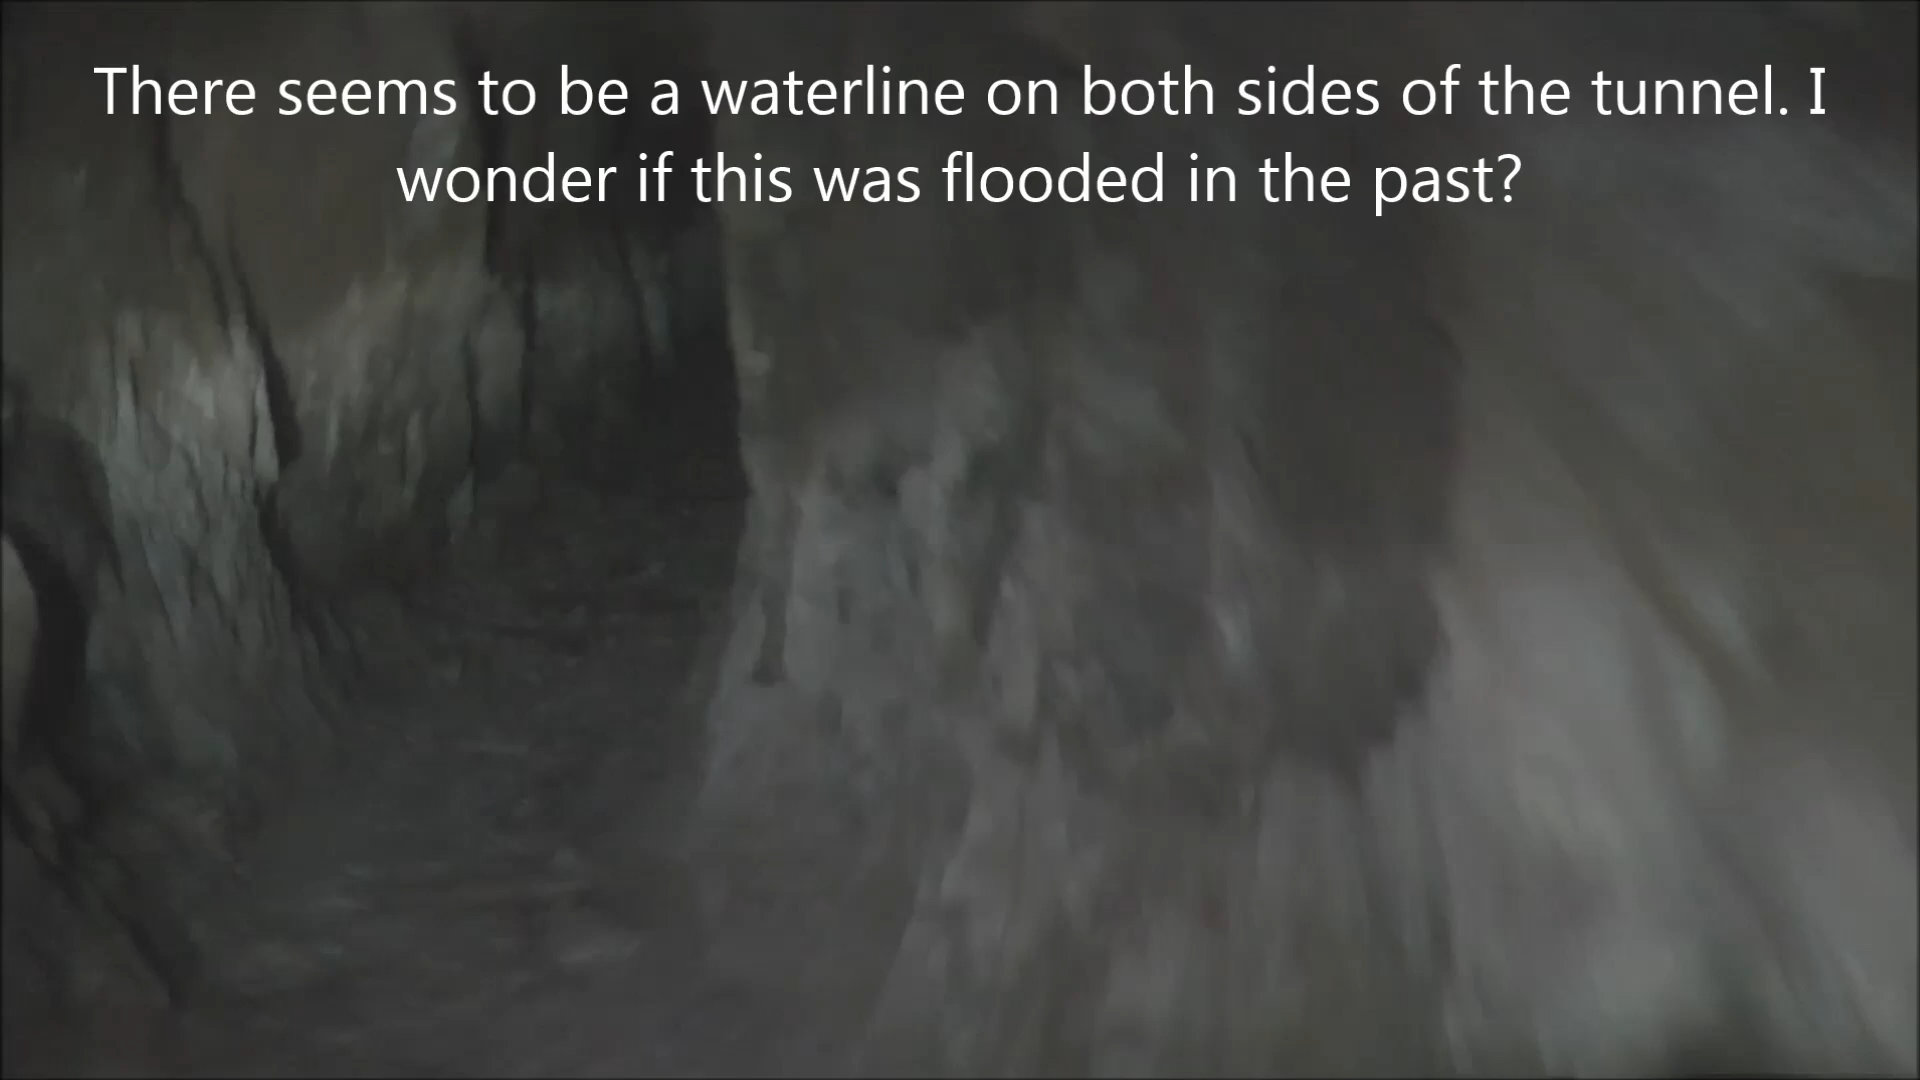 There seems to be a waterline on both sides of the tunnel. I
wonder if this was flooded in the past?